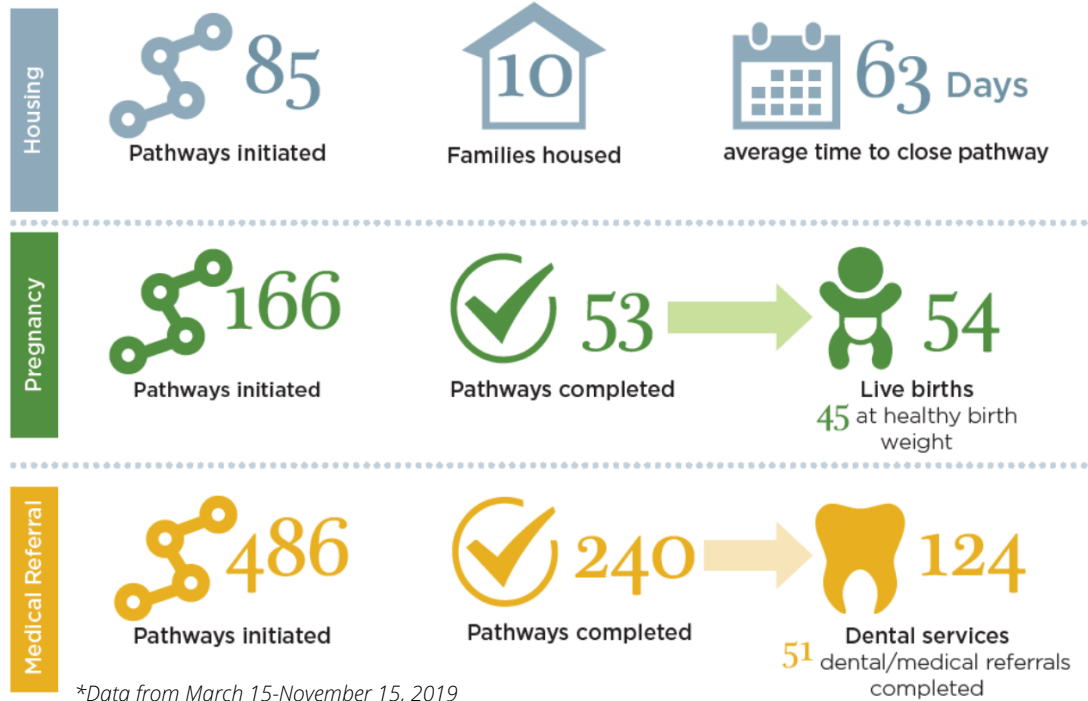 Housing
85
Pathways initiated
10
Families housed
63 Days
average time to close pathway
Pregnancy
166
Pathways initiated
53
Pathways completed
54
Live births
45 at healthy birth
weight
Medical Referral
486
Pathways initiated
240
Pathways completed
124
Dental services
51 dental/medical referrals
completed
*Data from March 15-November 15, 2019